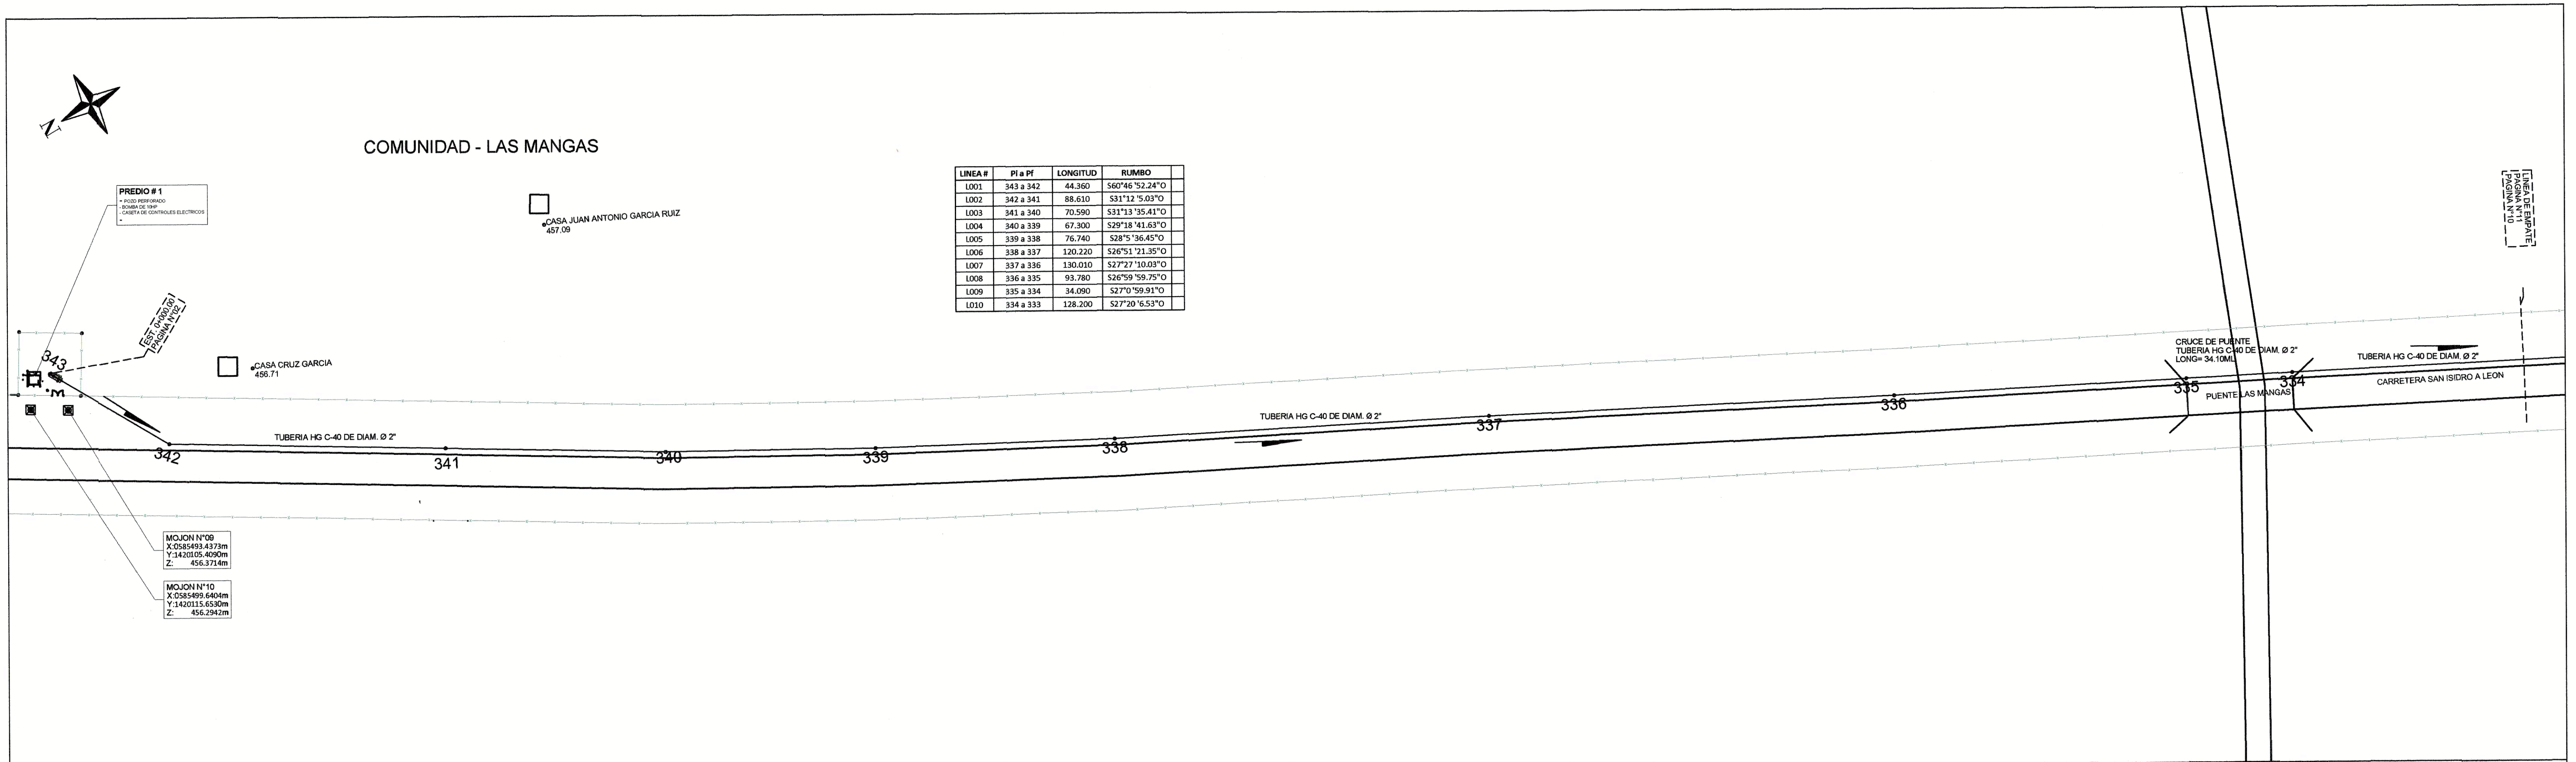 N
COMUNIDAD - LAS MANGAS
PREDIO # 1
- POZO PERFORADO
- BOMBA DE 10HP
- CASETA DE CONTROLES ELECTRICOS
-
CASA JUAN ANTONIO GARCIA RUIZ
457.09
LINEA # PI a Pf LONGITUD RUMBO
L001 343 a 342 44.360 S60°46 '52.24"O
L002 342 a 341 88.610 S31°12 '5.03"O
L003 341 a 340 70.590 S31°13 '35.41"O
L004 340 a 339 67.300 S29°18 '41.63"O
L005 339 a 338 76.740 S28°5 '36.45"O
L006 338 a 337 120.220 S26°51 '21.35"O
L007 337 a 336 130.010 S27°27 '10.03"O
L008 336 a 335 93.780 S26°59 '59.75"O
L009 335 a 334 34.090 S27°0 '59.91"O
L010 334 a 333 128.200 S27°20 '6.53"O
LINEA DE EMPATE
PAGINA N°11
PAGINA N°10
EST. 0+000.00
PAGINA N°02
343
CASA CRUZ GARCIA
456.71
CRUCE DE PUENTE
TUBERIA HG C-40 DE DIAM. Ø 2"
LONG= 34.10ML
TUBERIA HG C-40 DE DIAM. Ø 2"
CARRETERA SAN ISIDRO A LEON
PUENTE LAS MANGAS
TUBERIA HG C-40 DE DIAM. Ø 2"
TUBERIA HG C-40 DE DIAM. Ø 2"
342
341
340
339
338
337
336
335
334
MOJON N°09
X:0585493.4373m
Y:1420105.4090m
Z: 456.3714m
MOJON N°10
X:0585499.6404m
Y:1420115.6530m
Z: 456.2942m